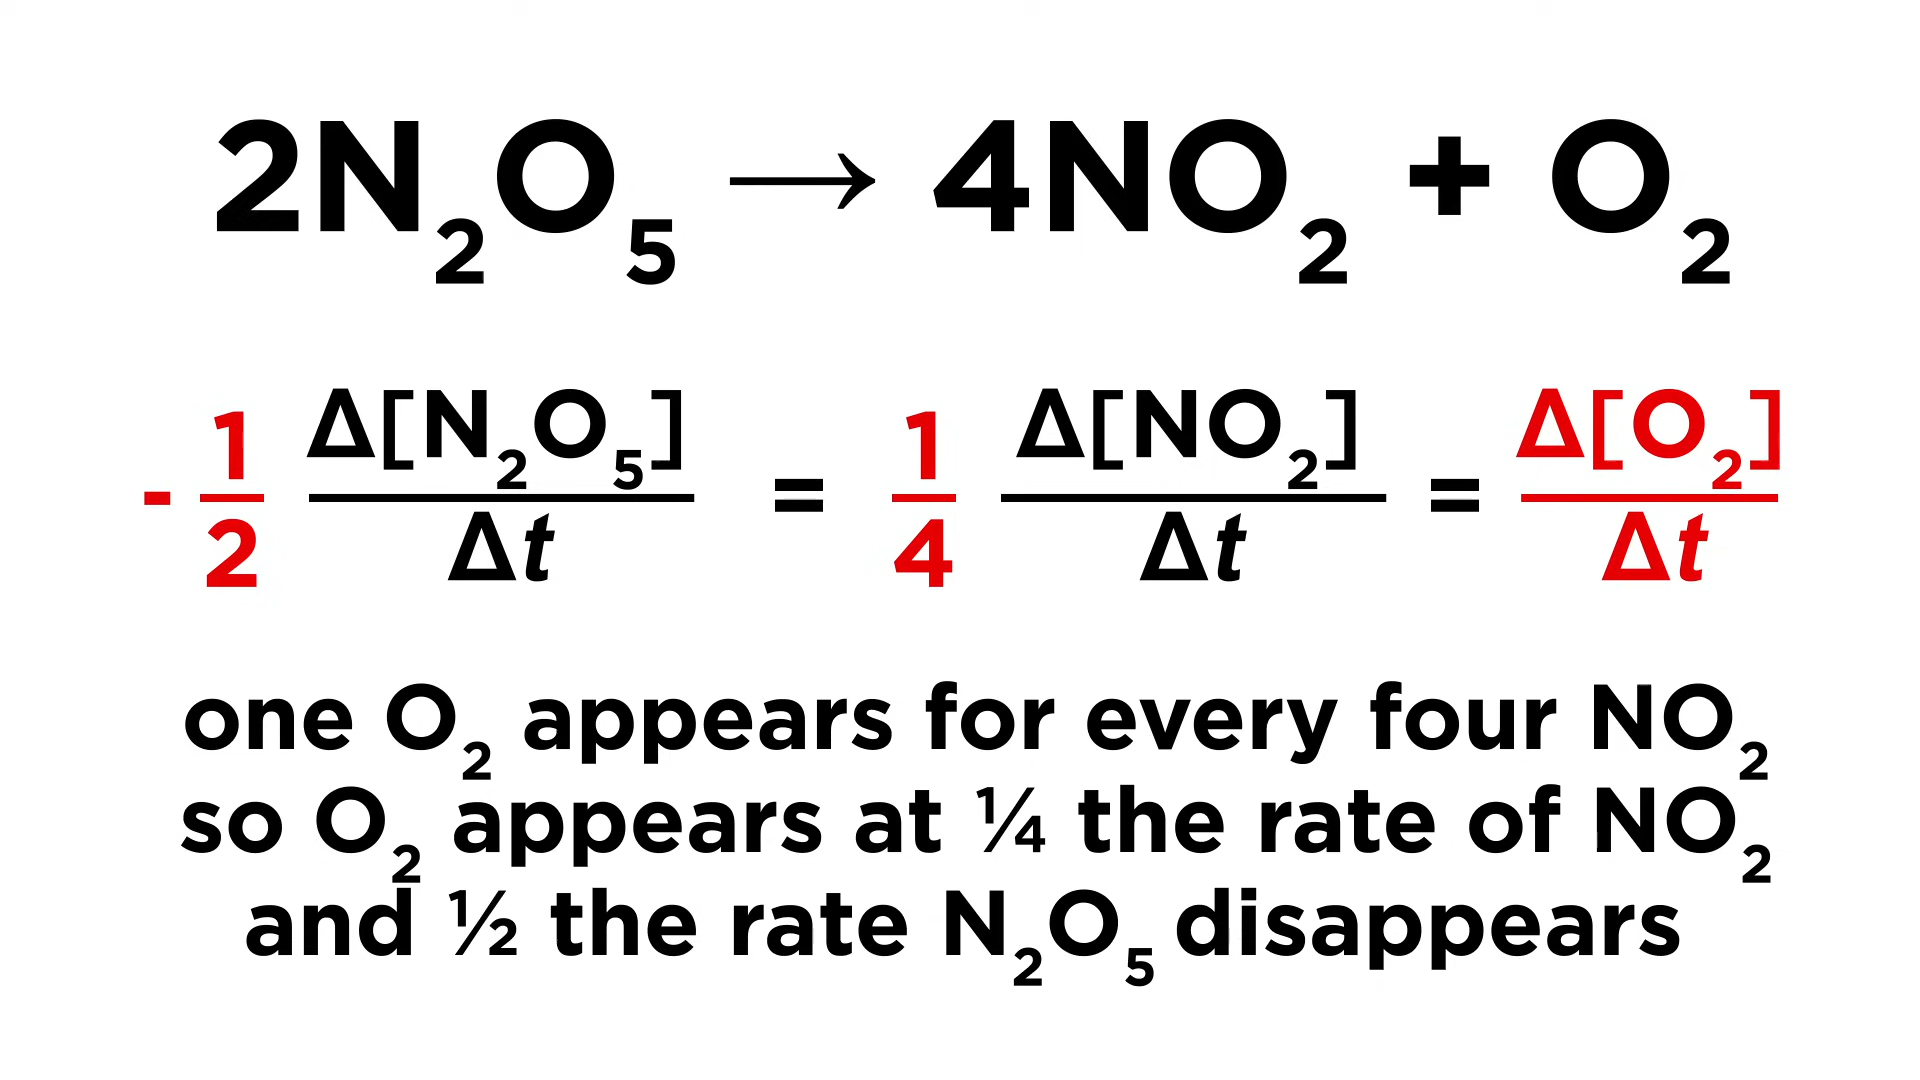 2N₂O₅ → 4NO₂ + O₂
- 1/2 Δ[N₂O₅]/Δt = 1/4 Δ[NO₂]/Δt = Δ[O₂]/Δt
one O₂ appears for every four NO₂
so O₂ appears at ¼ the rate of NO₂
and ½ the rate N₂O₅ disappears